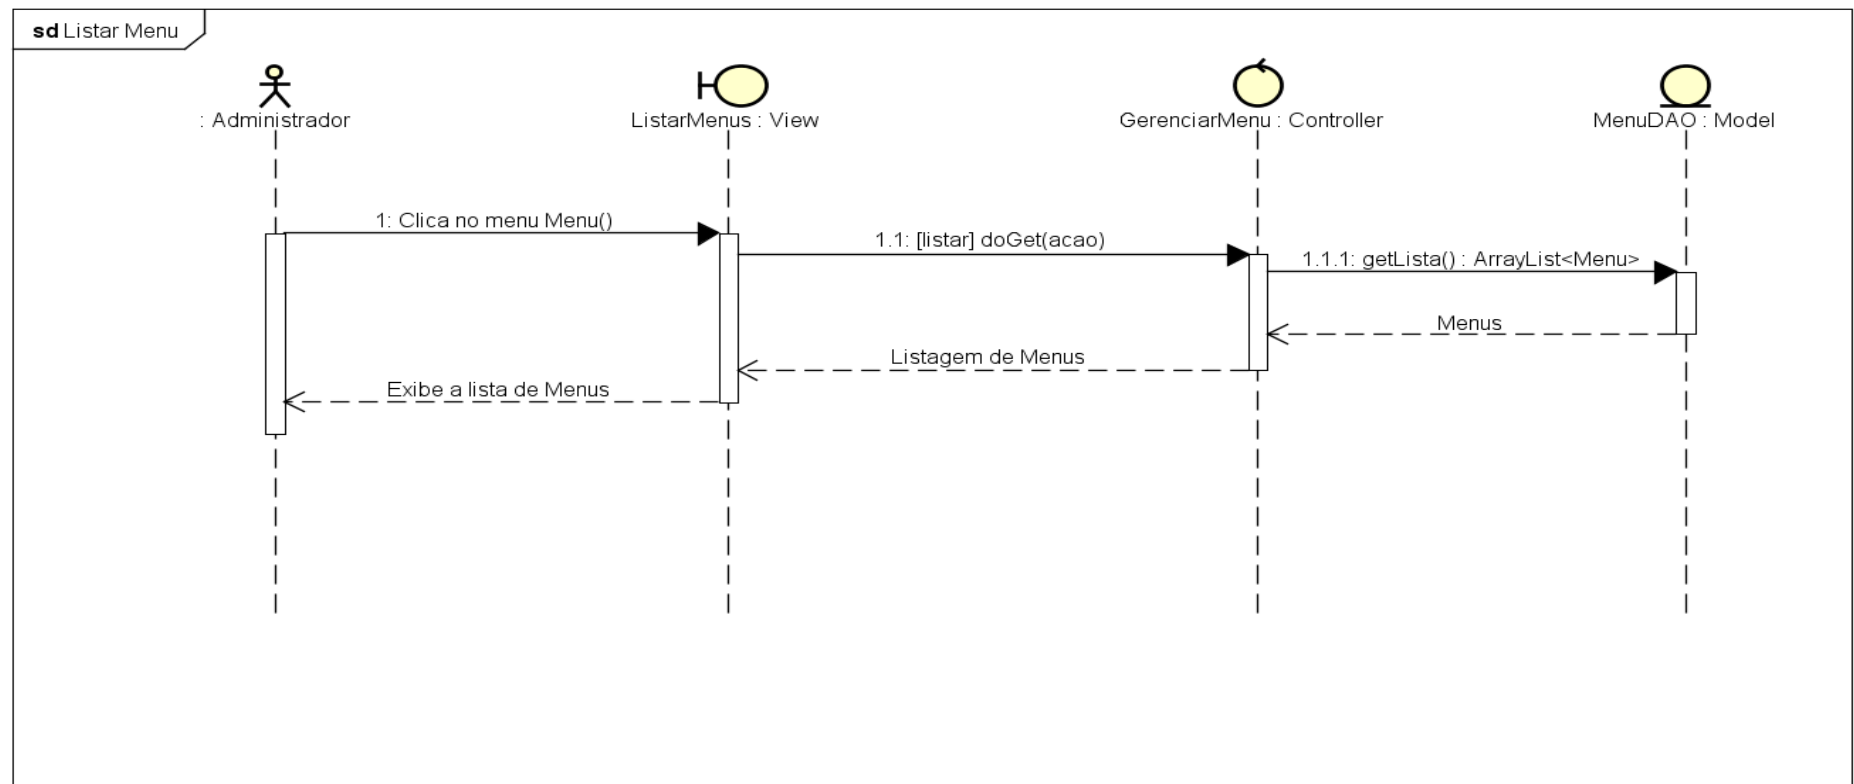 sd Listar Menu
: Administrador
ListarMenus : View
GerenciarMenu : Controller
MenuDAO : Model
1: Clica no menu Menu()
1.1: [listar] doGet(acao)
1.1.1: getLista() : ArrayList<Menu>
Menus
Listagem de Menus
Exibe a lista de Menus